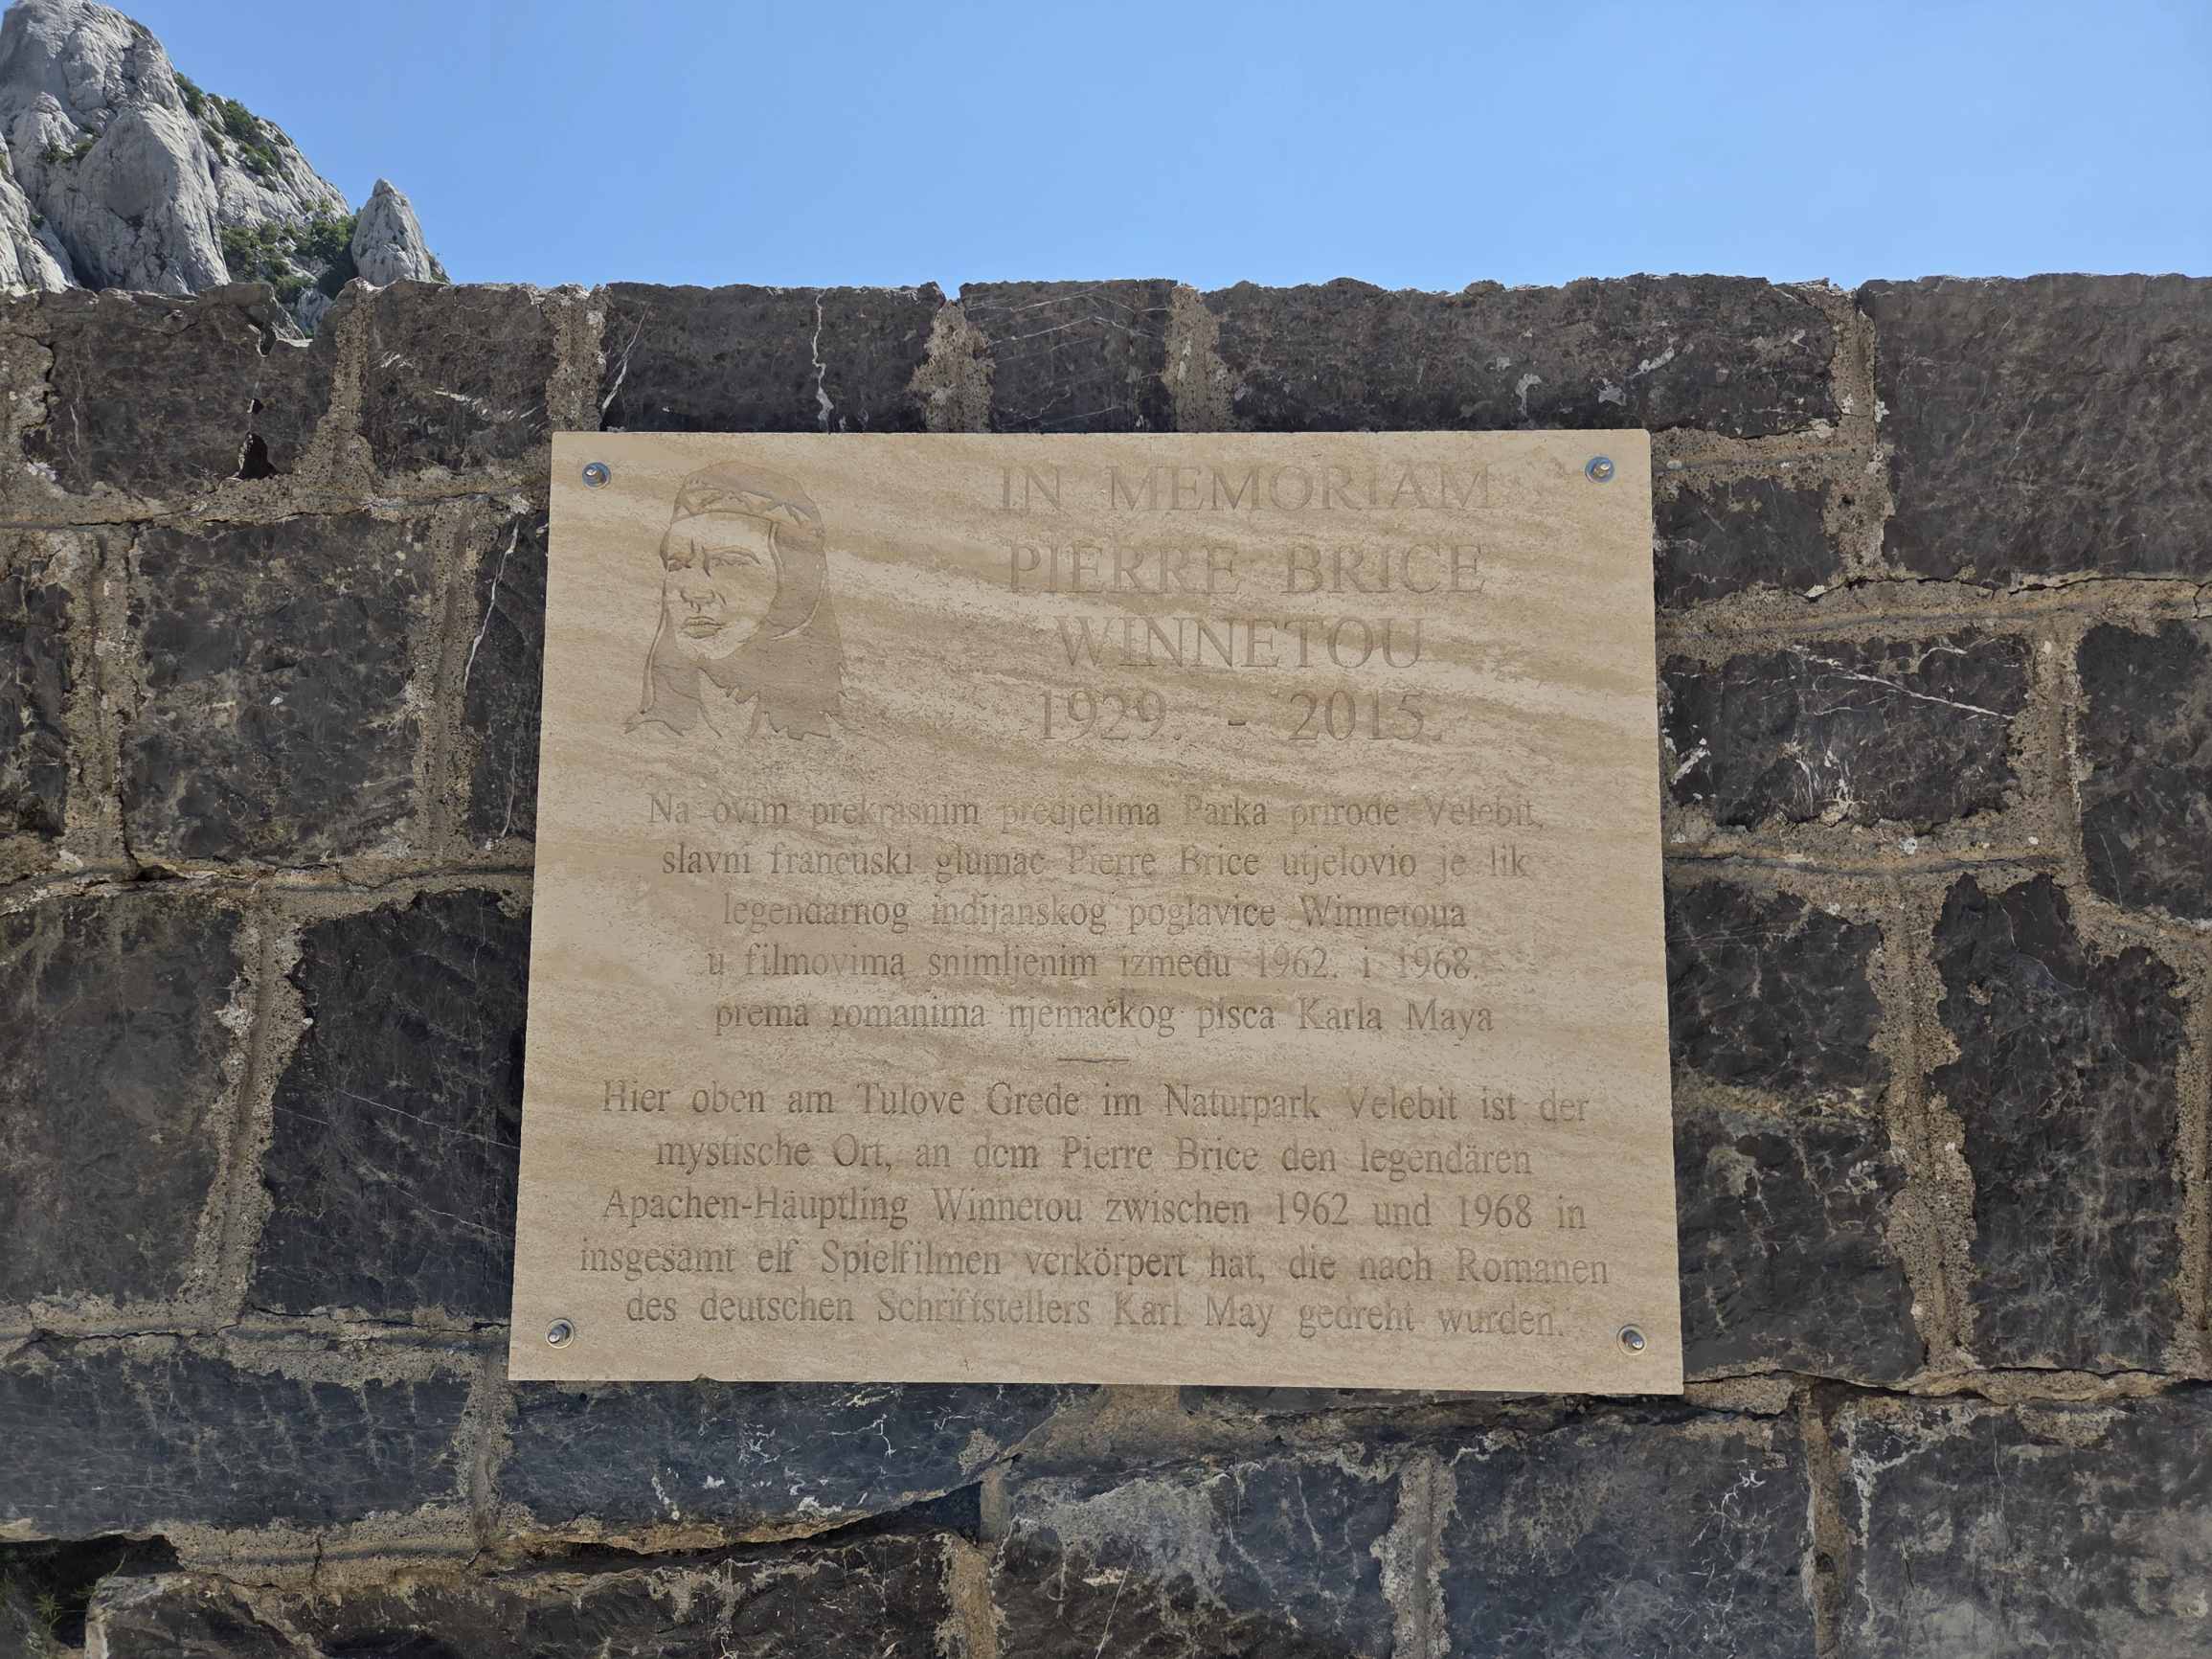 IN MEMORIAM
PIERRE BRICE
WINNETOU
1929. - 2015.
Na ovim prekrasnim predjelima Parka prirode Velebit,
slavni francuski glumac Pierre Brice utjelovio je lik
legendarnog indijanskog poglavice Winnetoua
u filmovima snimljenim između 1962. i 1968.
prema romanima njemačkog pisca Karla Maya
Hier oben am Tulove Grede im Naturpark Velebit ist der
mystische Ort, an dem Pierre Brice den legendären
Apachen-Häuptling Winnetou zwischen 1962 und 1968 in
insgesamt elf Spielfilmen verkörpert hat, die nach Romanen
des deutschen Schriftstellers Karl May gedreht wurden.